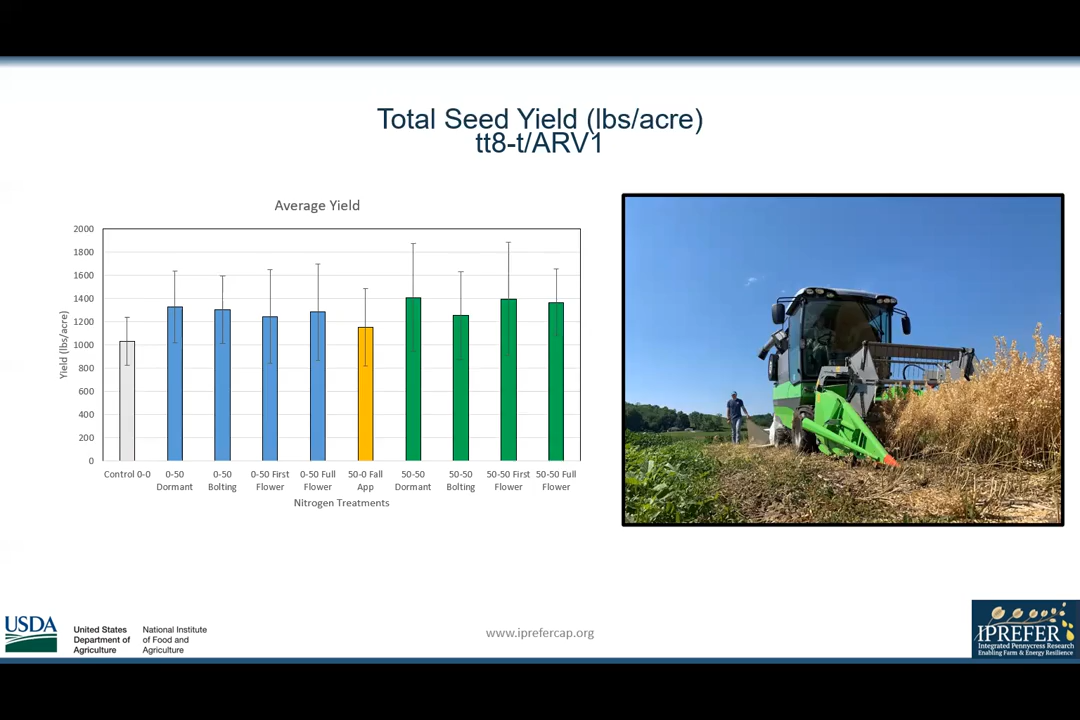 Total Seed Yield (lbs/acre)
tt8-t/ARV1
Average Yield
2000
1800
1600
1400
1200
1000
800
600
400
200
0
Yield (lbs/acre)
Control 0-0
0-50 Dormant
0-50 Bolting
0-50 First Flower
0-50 Full Flower
50-0 Fall App
50-50 Dormant
50-50 Bolting
50-50 First Flower
50-50 Full Flower
Nitrogen Treatments
USDA
United States
Department of
Agriculture
National Institute
of Food and
Agriculture
www.iprefercap.org
IPREFER
Integrated Pennycress Research
Enabling Farm & Energy Resilience